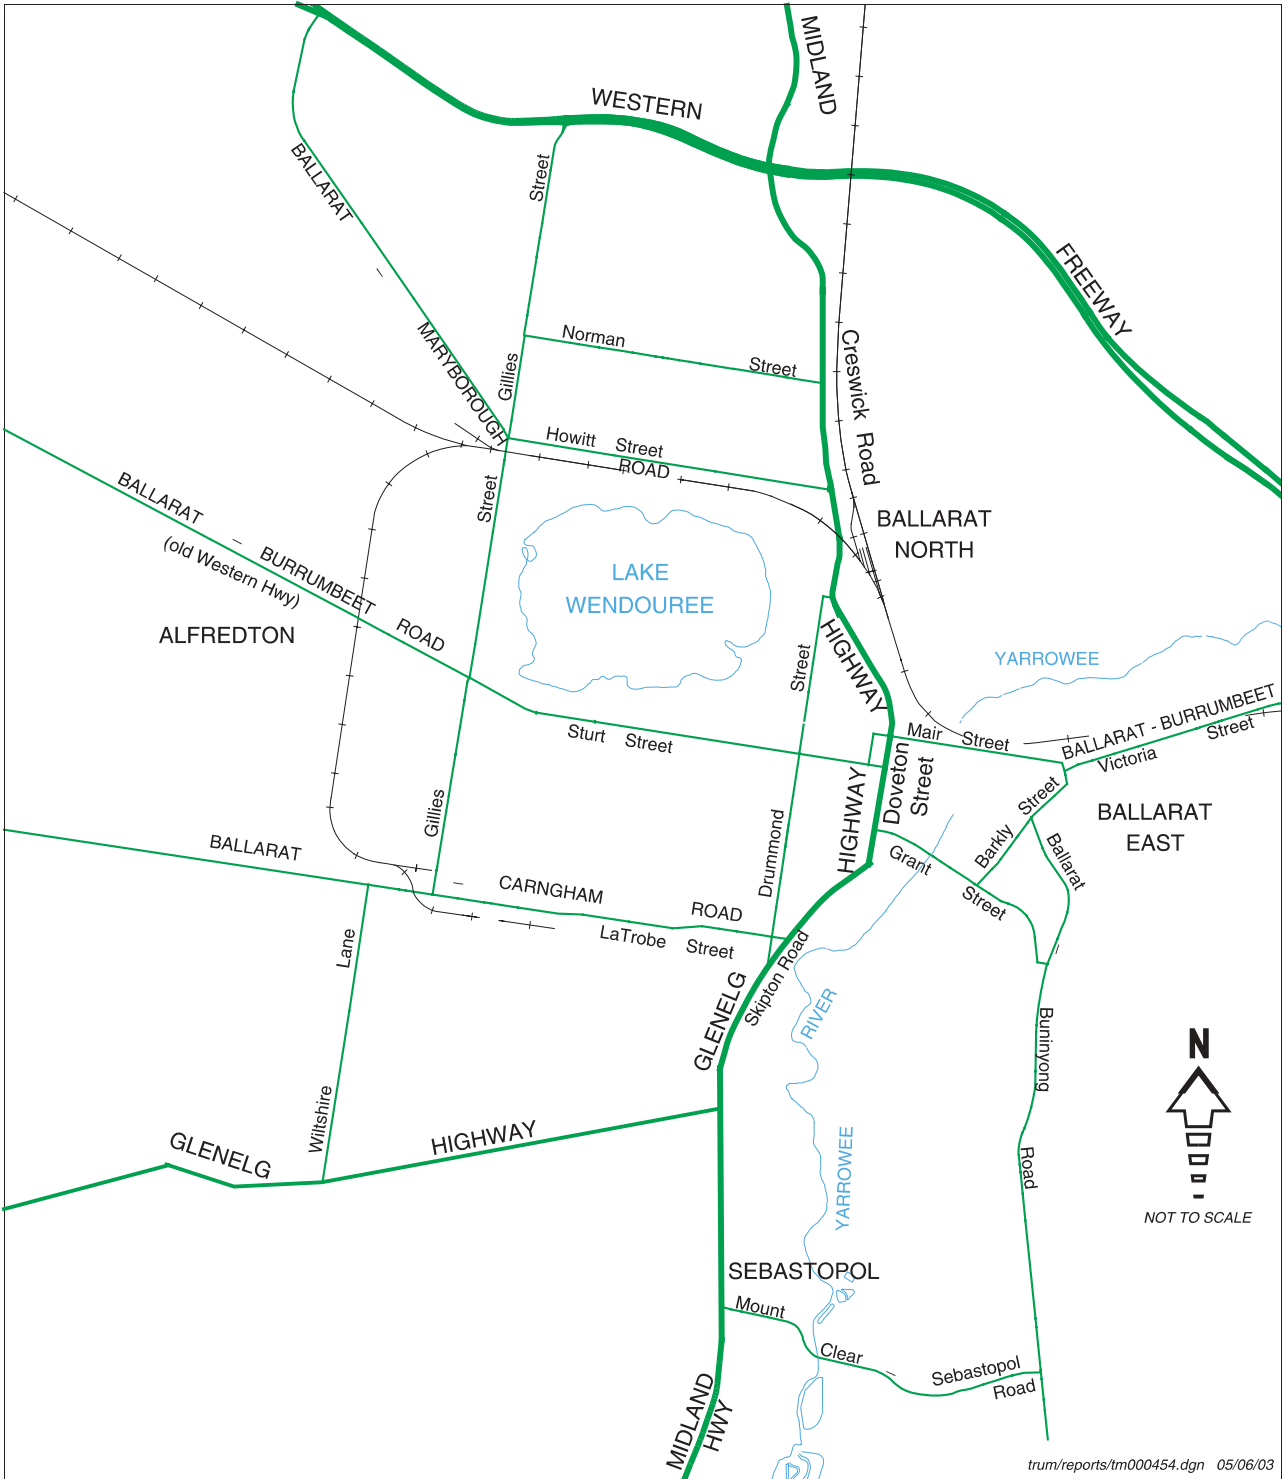 MIDLAND
WESTERN
BALLARAT
Street
FREEWAY
Norman
Street
MARYBOROUGH
Gillies
Creswick Road
Howitt Street
ROAD
BALLARAT
Street
BALLARAT
NORTH
– BURRUMBEET
(old Western Hwy)
LAKE
WENDOUREE
ROAD
ALFREDTON
HIGHWAY
Street
YARROWEE
BALLARAT - BURRUMBEET
Street
Victoria
Sturt Street
Mair Street
Doveton
Street
HIGHWAY
Gillies
Drummond
Barkly Street
BALLARAT
EAST
Ballarat
–
BALLARAT
–
CARNGHAM
ROAD
Grant
Street
LaTrobe Street
Lane
Skipton Road
GLENELG
RIVER
Buninyong
N
Wiltshire
GLENELG
HIGHWAY
YARROWEE
Road
NOT TO SCALE
SEBASTOPOL
Mount
Clear
–
Sebastopol
Road
MIDLAND
HWY
trum/reports/tm000454.dgn 05/06/03